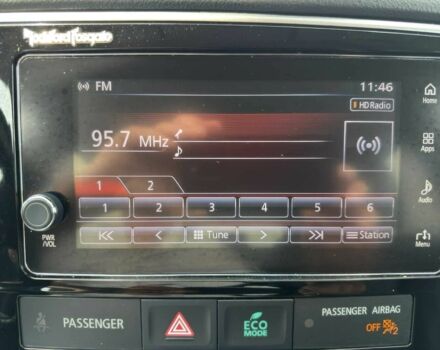 Rockford Fosgate
FM 11:46
HD Radio
Home
95.7 MHz
Apps
1 2
1 2 3 4 5 6
Audio
PWR
/VOL
Tune Station
Menu
PASSENGER
ECO
MODE
PASSENGER AIRBAG
OFF 2